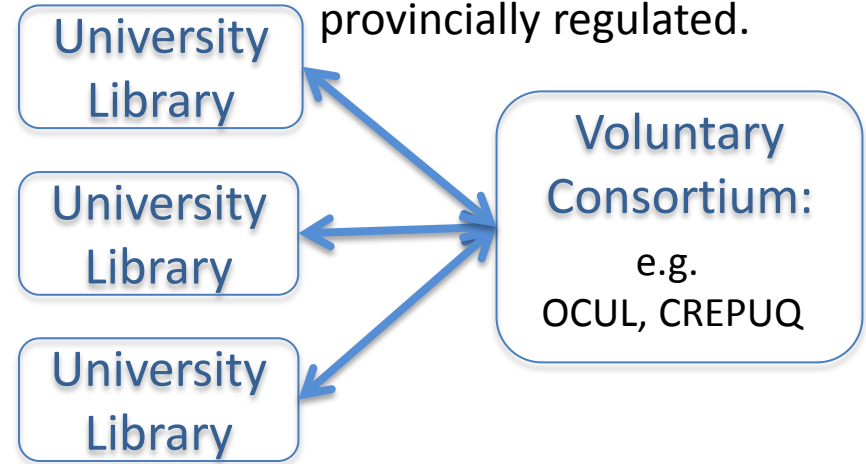 provincially regulated.
University
Library
University
Library
University
Library
Voluntary
Consortium:
e.g.
OCUL, CREPUQ